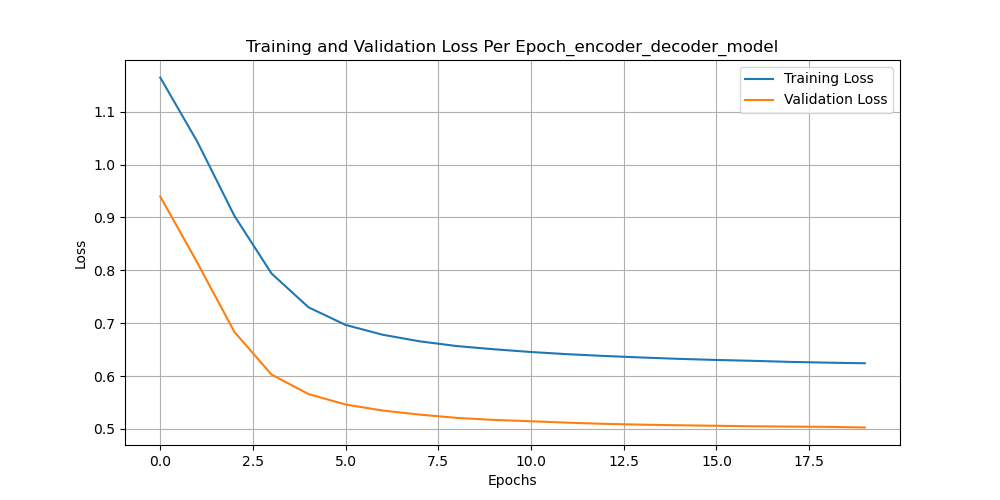 Training and Validation Loss Per Epoch_encoder_decoder_model
Training Loss
Validation Loss
1.1
1.0
0.9
0.8
0.7
0.6
0.5
Loss
0.0 2.5 5.0 7.5 10.0 12.5 15.0 17.5
Epochs